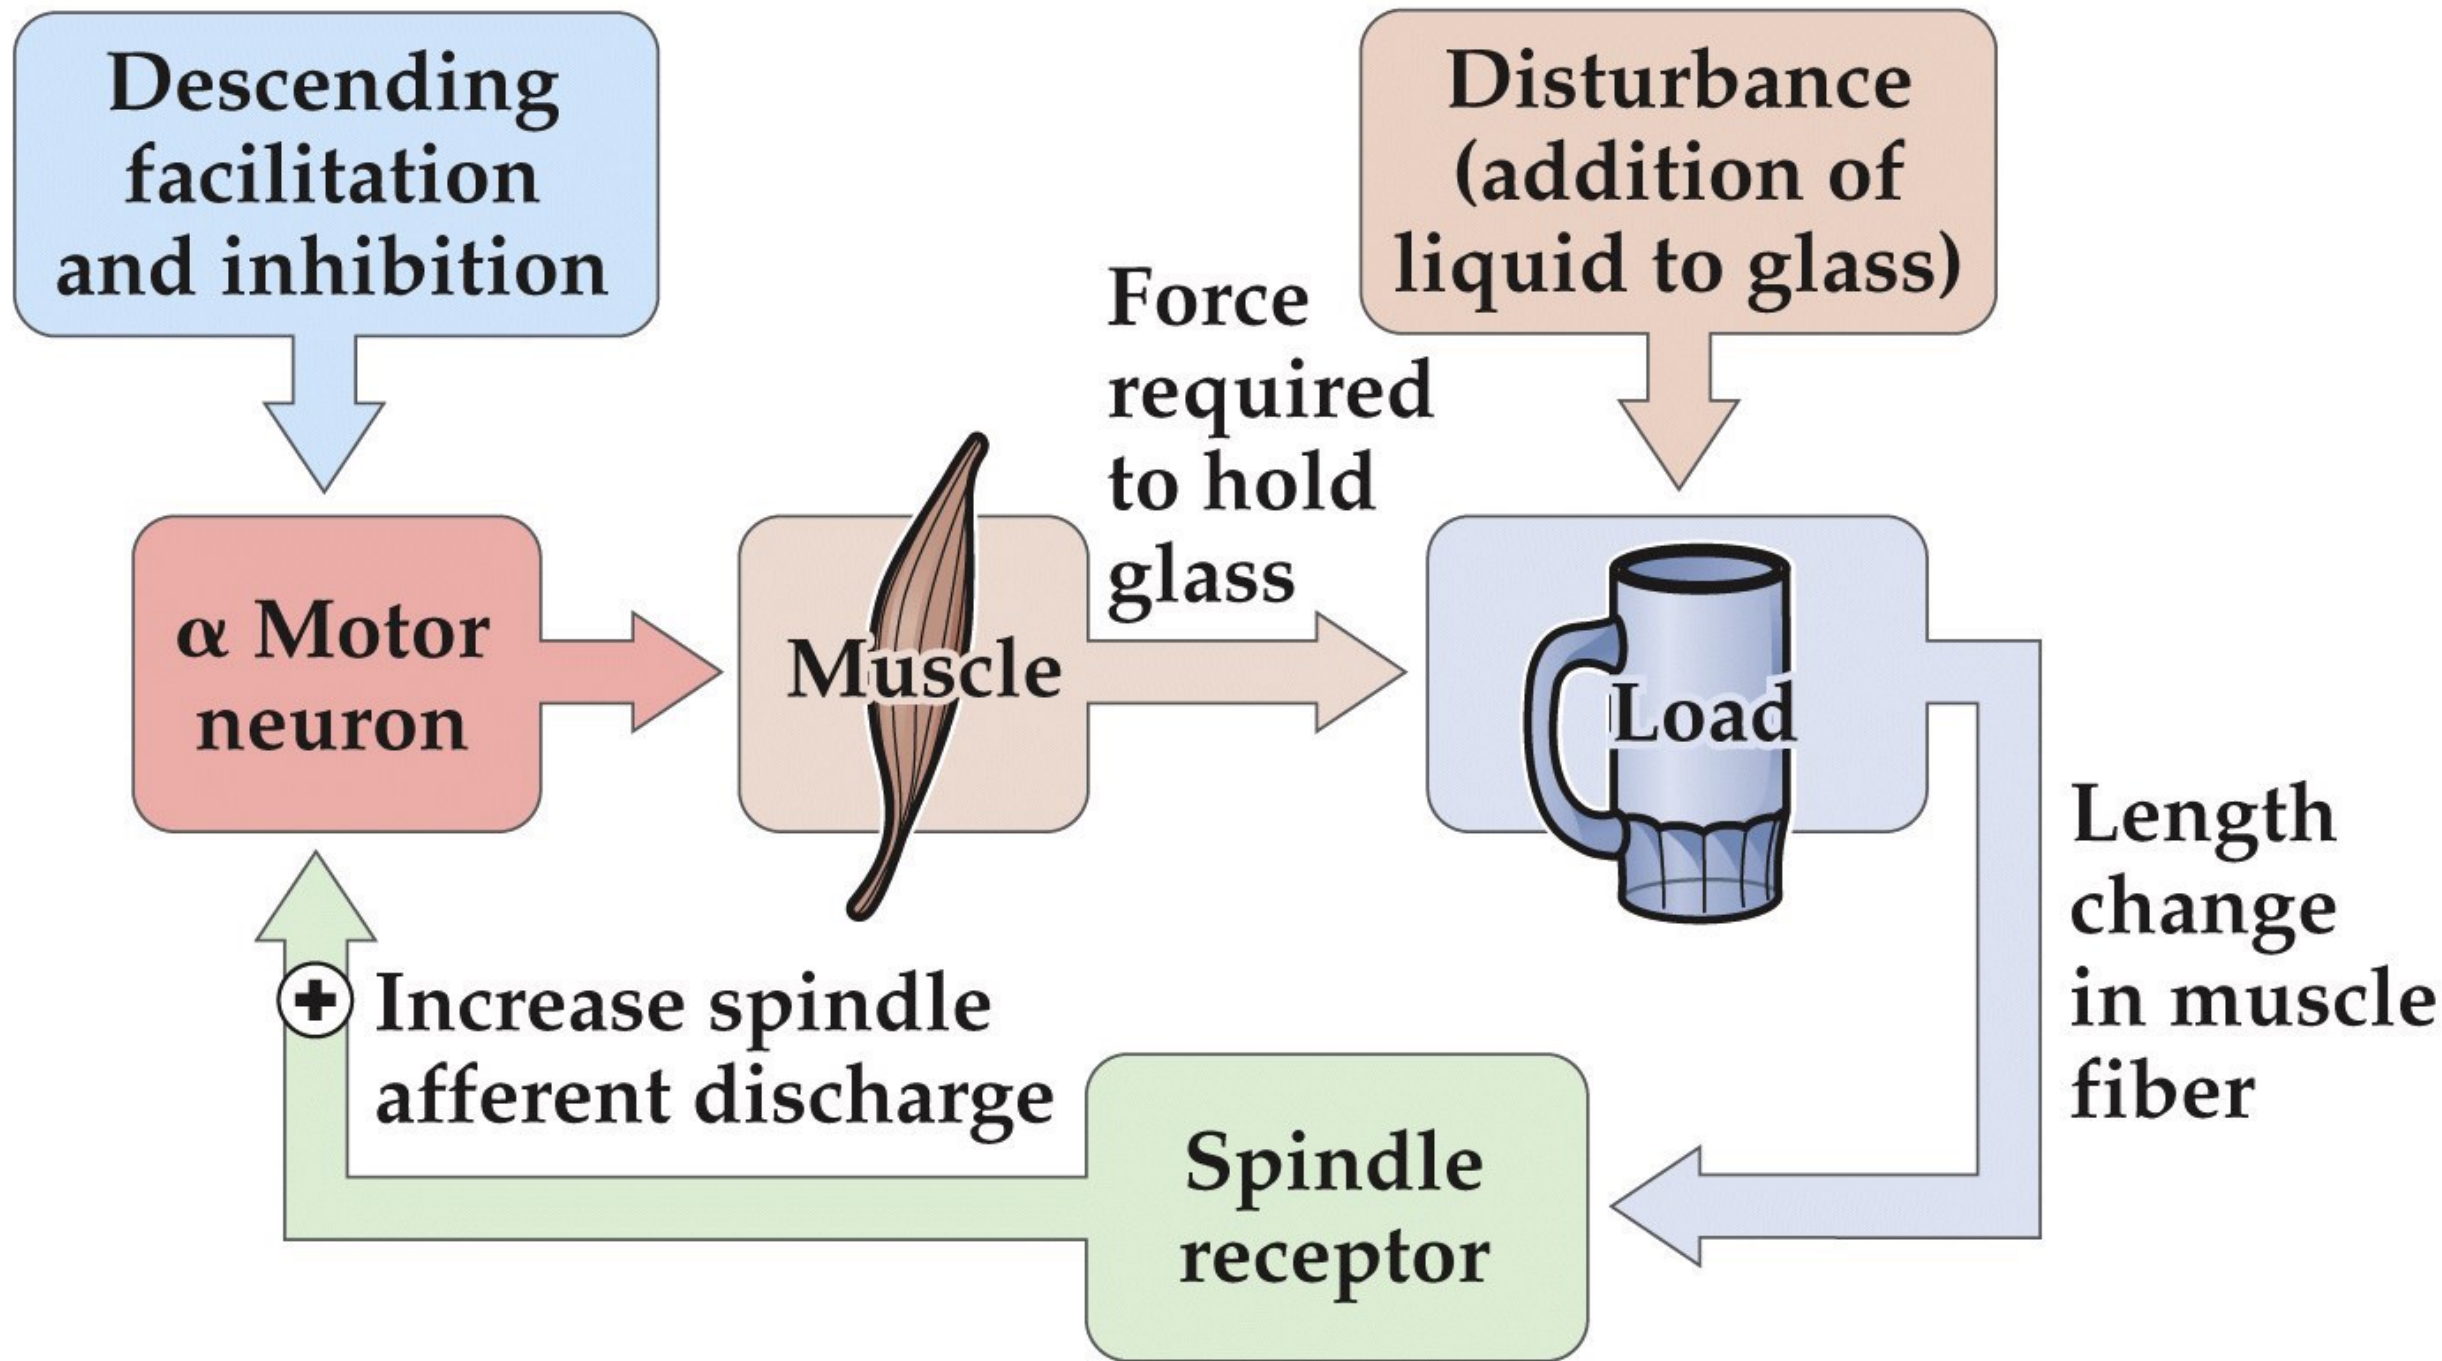 Descending
facilitation
and inhibition
Disturbance
(addition of
liquid to glass)
Force
required
to hold
glass
α Motor
neuron
Muscle
Load
Length
change
in muscle
fiber
Increase spindle
afferent discharge
Spindle
receptor